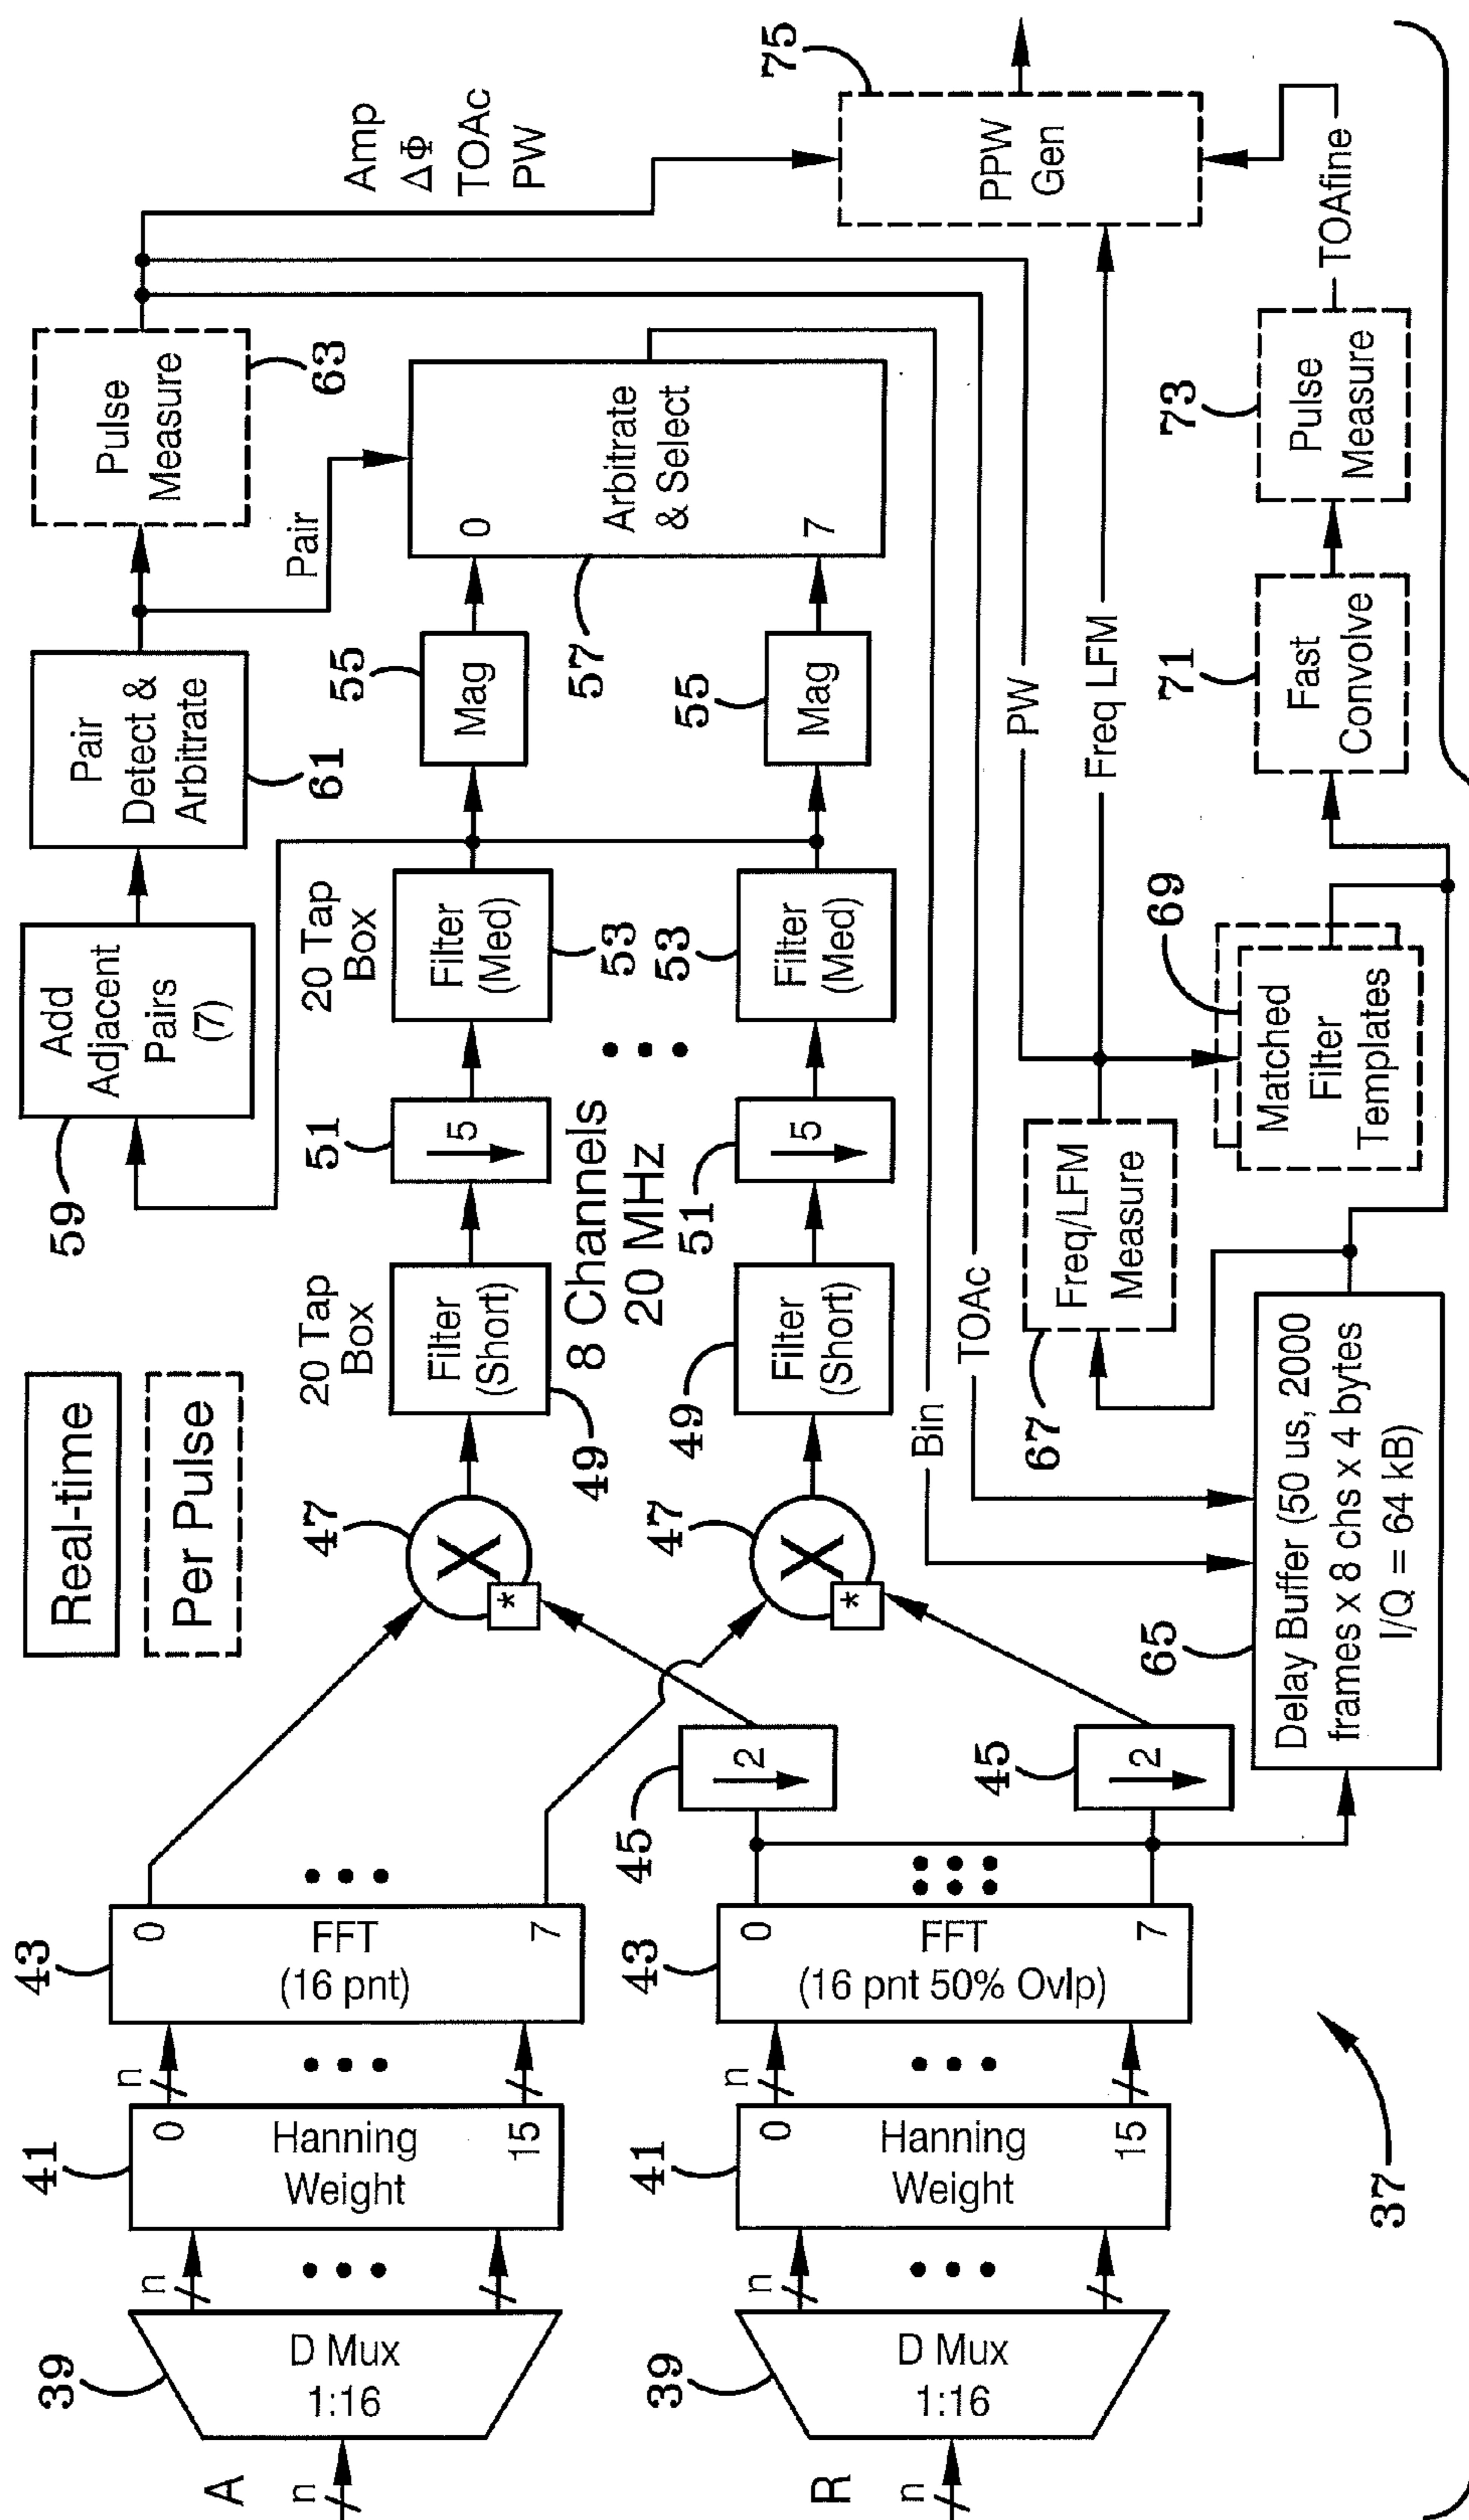 Real-time
Per Pulse
A
n
39
D Mux
1:16
n
41
0
Hanning
Weight
15
n
43
0
FFT
(16 pnt)
7
R
n
39
D Mux
1:16
n
41
0
Hanning
Weight
15
n
43
0
FFT
(16 pnt 50% Ovlp)
7
45
2
45
2
47
X
*
47
X
*
20 Tap
Box
Filter
(Short)
49
49
Filter
(Short)
8 Channels
20 MHz
51
5
51
5
20 Tap
Box
Filter
(Med)
53
53
Filter
(Med)
55
Mag
55
Mag
57
0
Arbitrate
& Select
7
59
Add
Adjacent
Pairs
(7)
Pair
Detect &
Arbitrate
61
Pair
Pulse
Measure
63
Amp
ΔΦ
TOAc
PW
Bin
TOAc
PW
Freq LFM
65
Delay Buffer (50 us, 2000
frames x 8 chs x 4 bytes
I/Q = 64 kB)
67
Freq/LFM
Measure
69
Matched
Filter
Templates
71
Fast
Convolve
73
Pulse
Measure
TOAfine
75
PPW
Gen
37